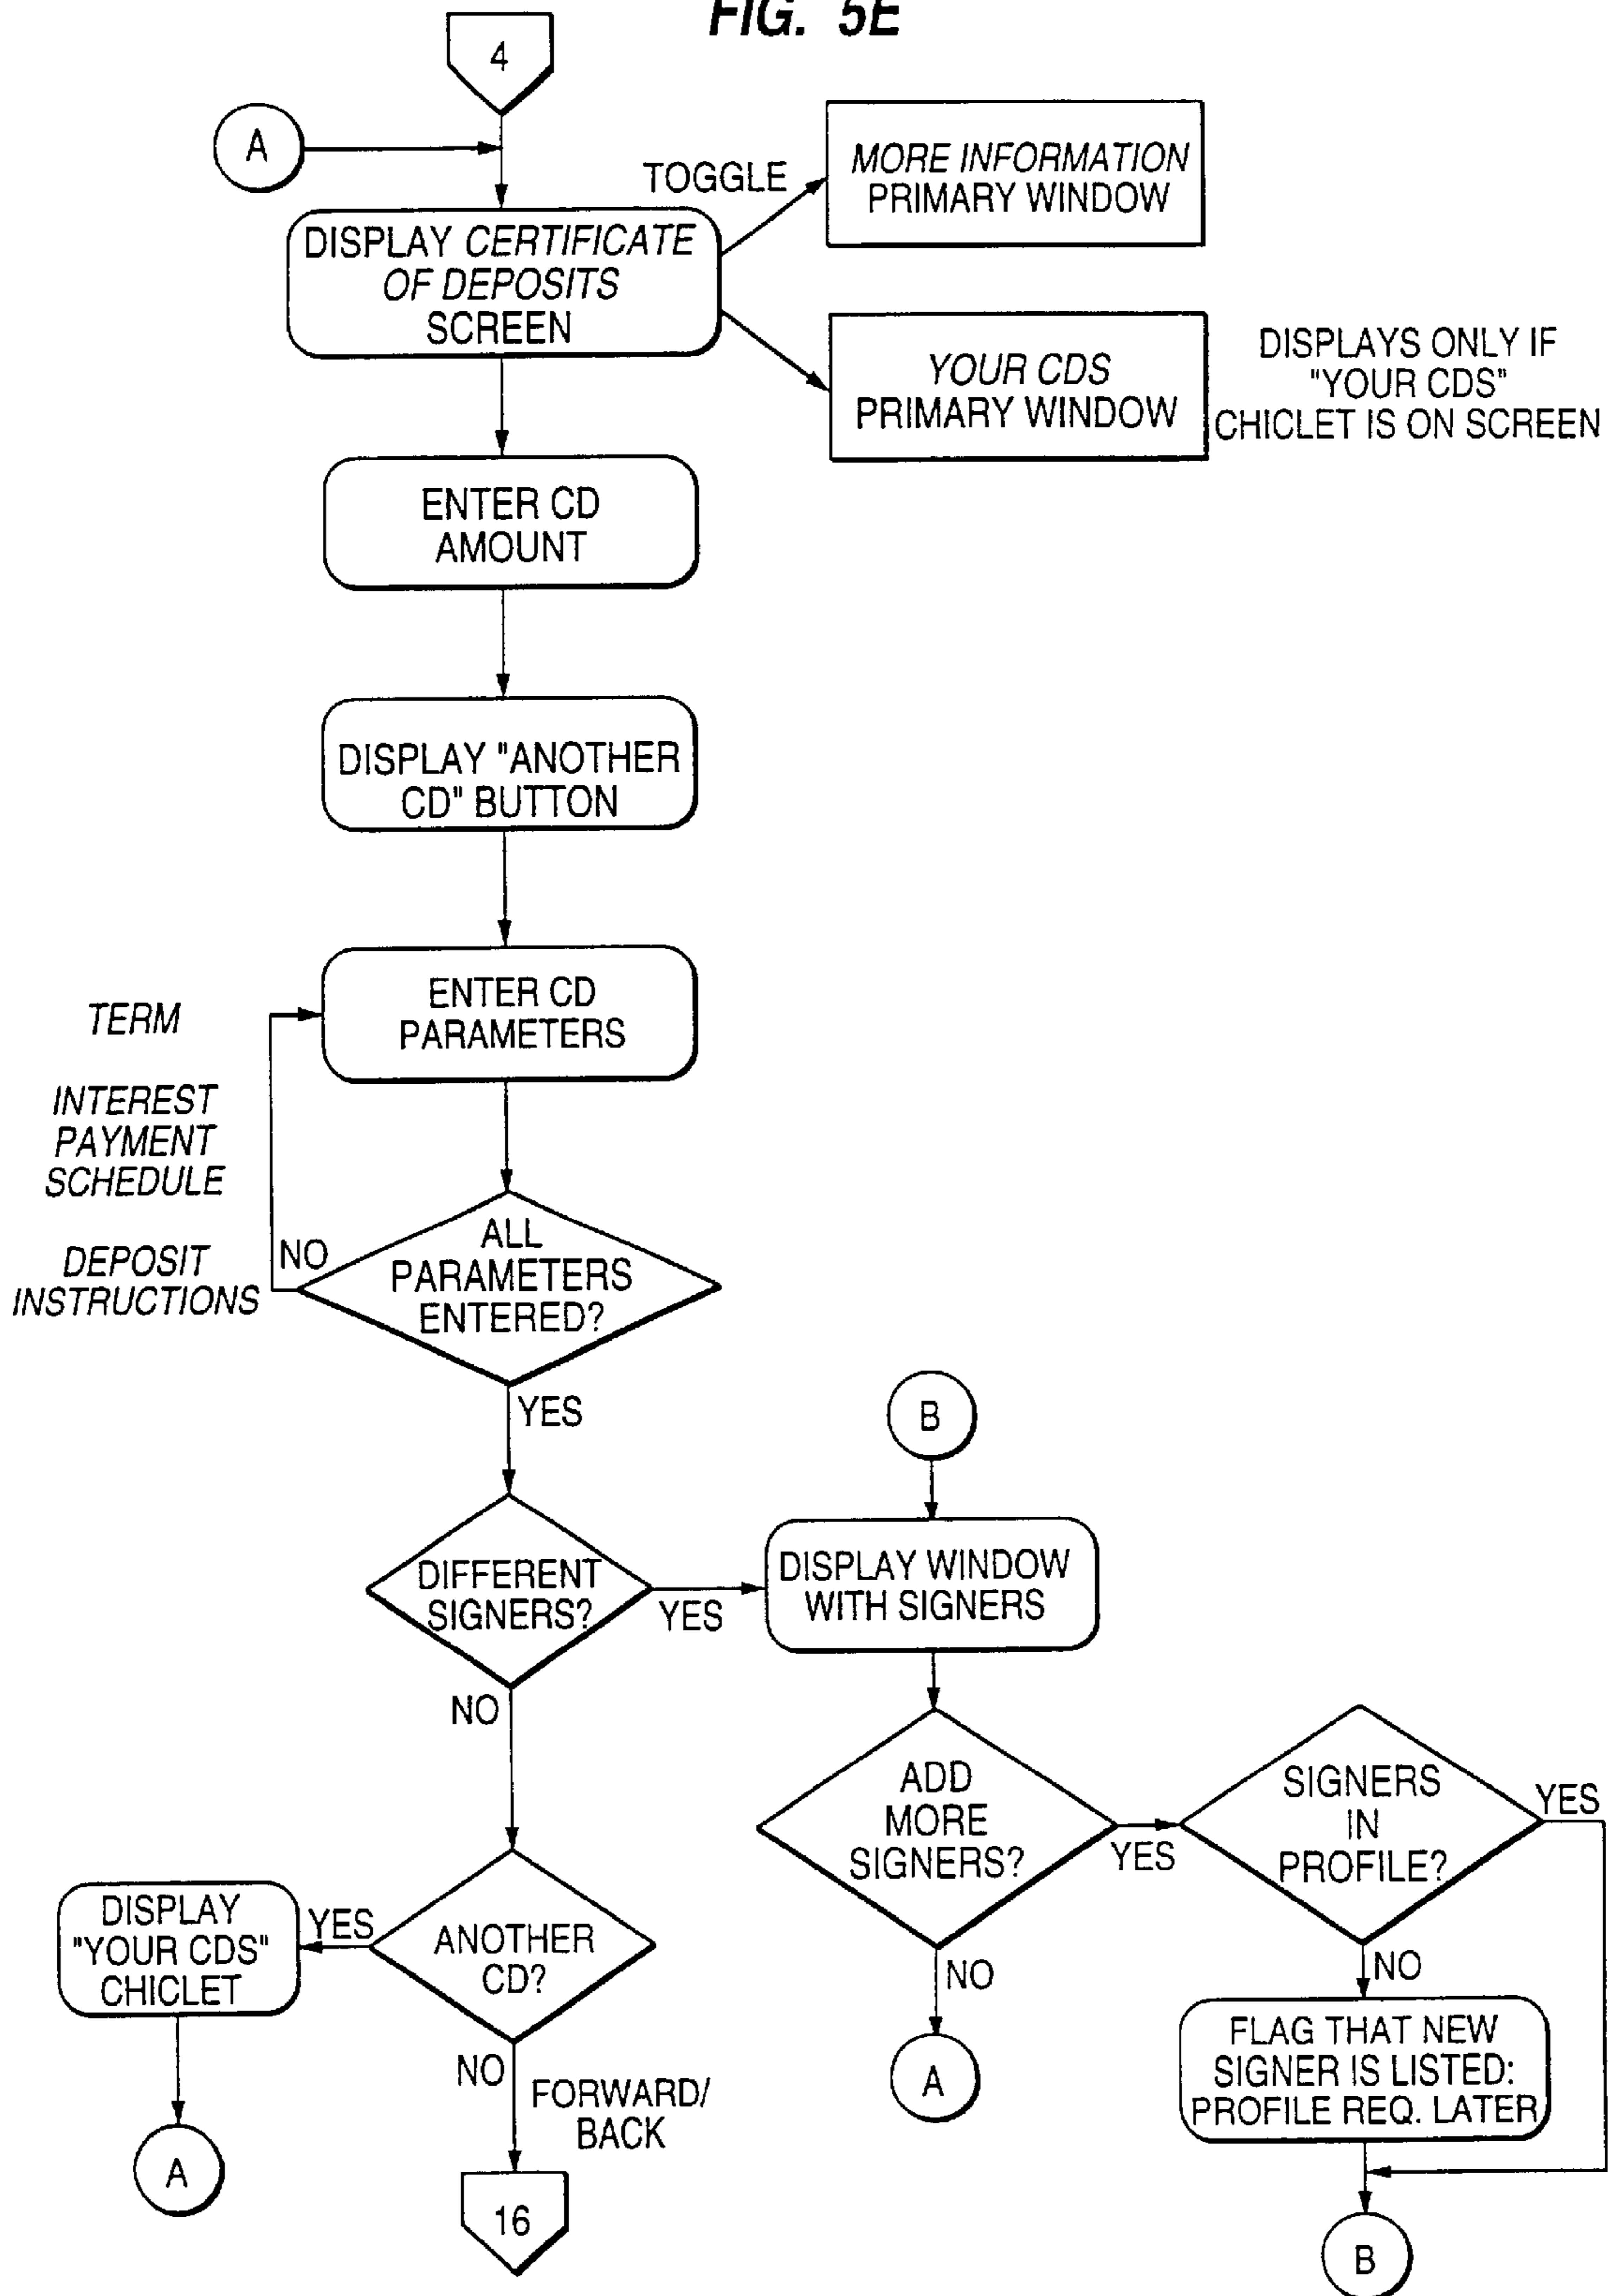 FIG. 5E
4
A
TOGGLE
MORE INFORMATION
PRIMARY WINDOW
DISPLAY CERTIFICATE
OF DEPOSITS
SCREEN
YOUR CDS
PRIMARY WINDOW
DISPLAYS ONLY IF
"YOUR CDS"
CHICLET IS ON SCREEN
ENTER CD
AMOUNT
DISPLAY "ANOTHER
CD" BUTTON
ENTER CD
PARAMETERS
TERM
INTEREST
PAYMENT
SCHEDULE
DEPOSIT
INSTRUCTIONS
NO
ALL
PARAMETERS
ENTERED?
YES
B
DIFFERENT
SIGNERS?
YES
DISPLAY WINDOW
WITH SIGNERS
NO
ADD
MORE
SIGNERS?
YES
SIGNERS
IN
PROFILE?
YES
DISPLAY
"YOUR CDS"
CHICLET
YES
ANOTHER
CD?
NO
NO
A
FLAG THAT NEW
SIGNER IS LISTED:
PROFILE REQ. LATER
NO
FORWARD/
BACK
A
16
B